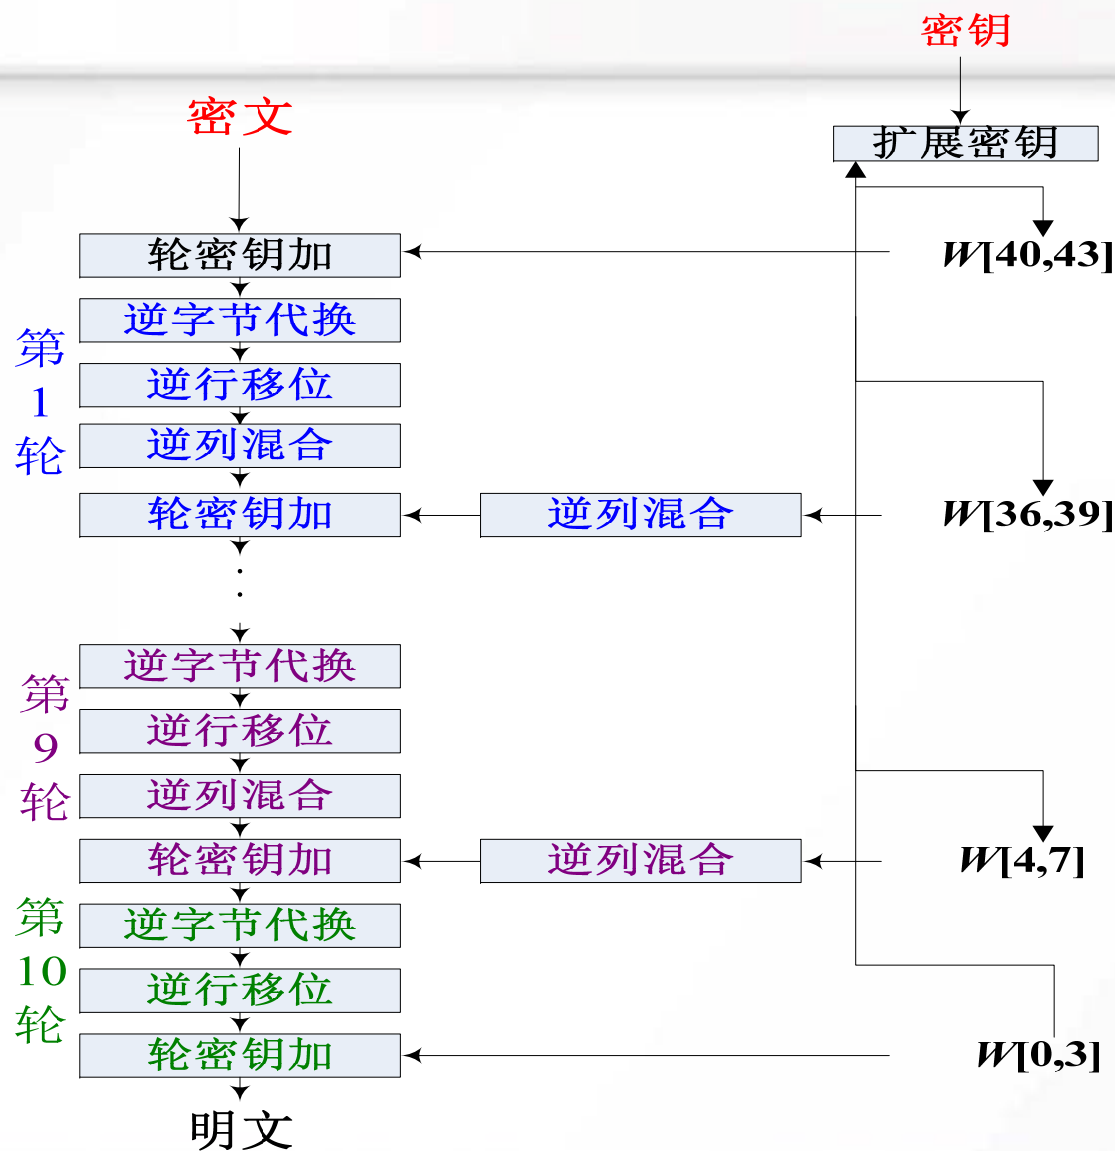 密钥
密文
扩展密钥
轮密钥加
W[40,43]
逆字节代换
第1轮
逆行移位
逆列混合
轮密钥加
逆列混合
W[36,39]
逆字节代换
第9轮
逆行移位
逆列混合
轮密钥加
逆列混合
W[4,7]
逆字节代换
第10轮
逆行移位
轮密钥加
W[0,3]
明文